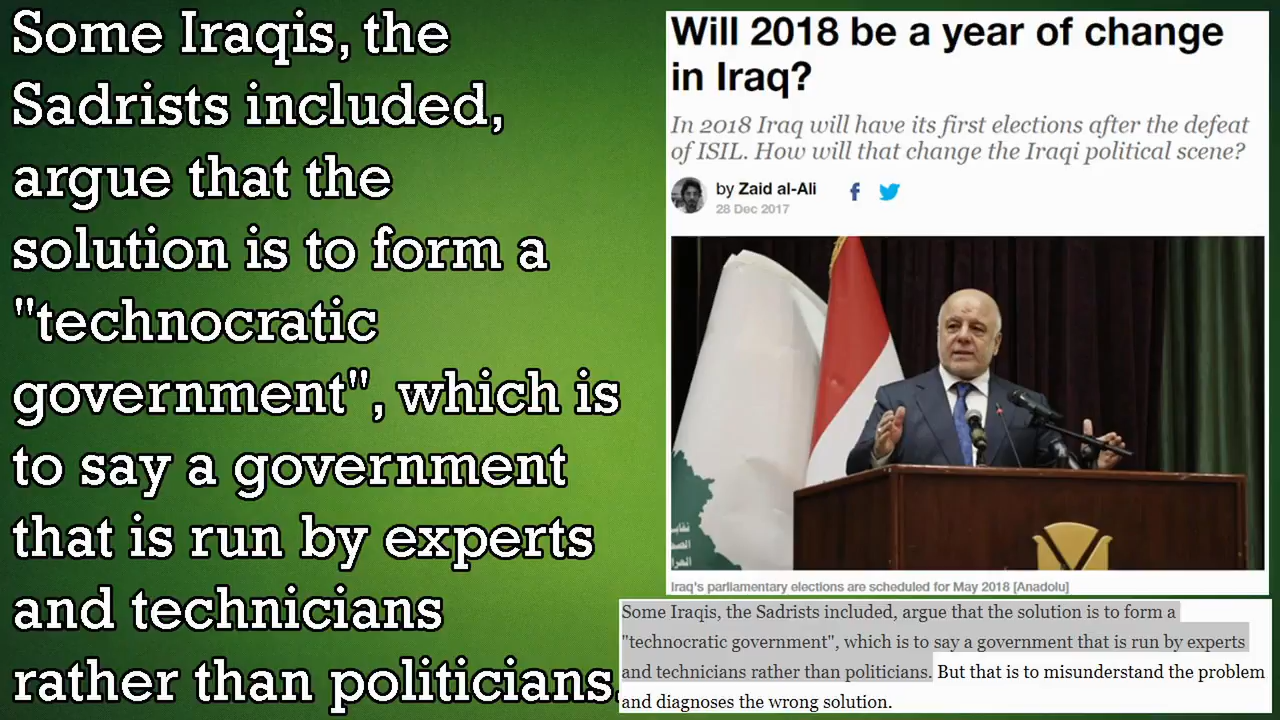 Some Iraqis, the
Sadrists included,
argue that the
solution is to form a
"technocratic
government", which is
to say a government
that is run by experts
and technicians
rather than politicians.
Will 2018 be a year of change
in Iraq?
In 2018 Iraq will have its first elections after the defeat
of ISIL. How will that change the Iraqi political scene?
by Zaid al-Ali
28 Dec 2017
Iraq's parliamentary elections are scheduled for May 2018 [Anadolu]
Some Iraqis, the Sadrists included, argue that the solution is to form a
"technocratic government", which is to say a government that is run by experts
and technicians rather than politicians. But that is to misunderstand the problem
and diagnoses the wrong solution.